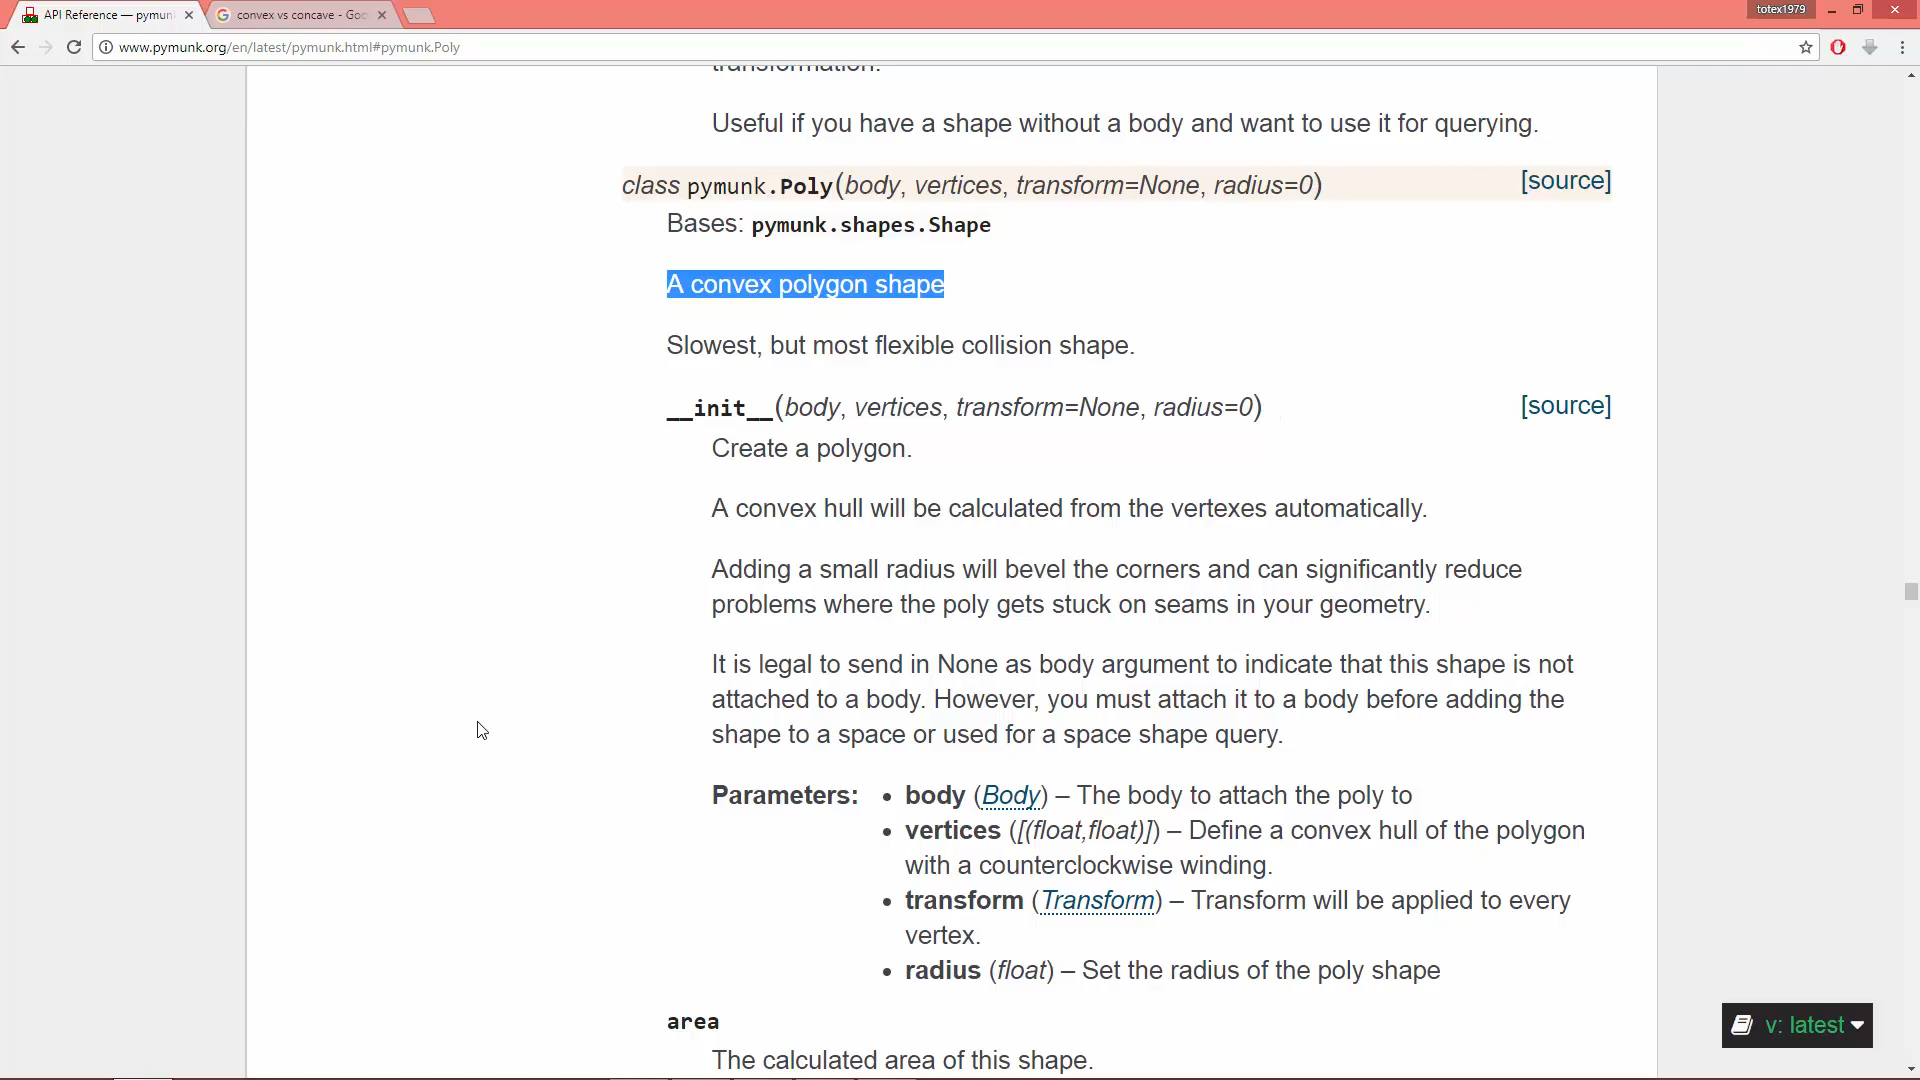 API Reference — pymun
convex vs concave - Goo
totex1979
www.pymunk.org/en/latest/pymunk.html#pymunk.Poly
transformation.
Useful if you have a shape without a body and want to use it for querying.
class pymunk.Poly(body, vertices, transform=None, radius=0) [source]
Bases: pymunk.shapes.Shape
A convex polygon shape
Slowest, but most flexible collision shape.
__init__(body, vertices, transform=None, radius=0) [source]
Create a polygon.
A convex hull will be calculated from the vertexes automatically.
Adding a small radius will bevel the corners and can significantly reduce
problems where the poly gets stuck on seams in your geometry.
It is legal to send in None as body argument to indicate that this shape is not
attached to a body. However, you must attach it to a body before adding the
shape to a space or used for a space shape query.
Parameters: • body (Body) – The body to attach the poly to
• vertices ([(float,float)]) – Define a convex hull of the polygon
with a counterclockwise winding.
• transform (Transform) – Transform will be applied to every
vertex.
• radius (float) – Set the radius of the poly shape
area
The calculated area of this shape.
v: latest